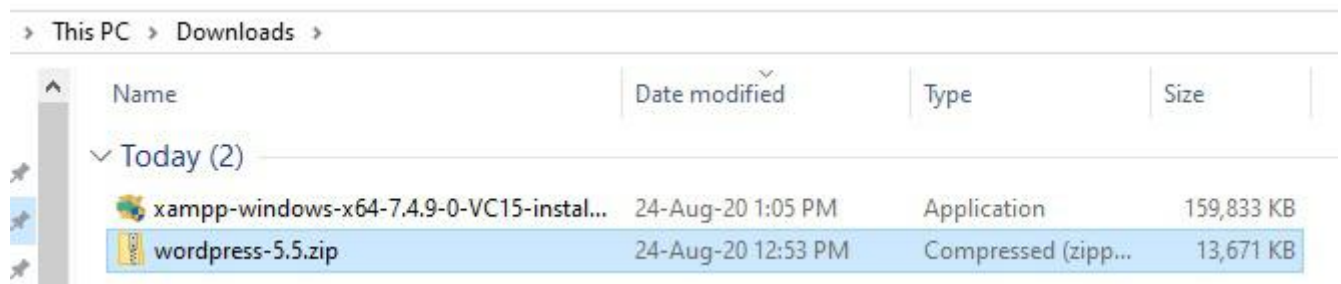 › This PC › Downloads ›
Name Date modified Type Size
Today (2)
xampp-windows-x64-7.4.9-0-VC15-instal... 24-Aug-20 1:05 PM Application 159,833 KB
wordpress-5.5.zip 24-Aug-20 12:53 PM Compressed (zipp... 13,671 KB